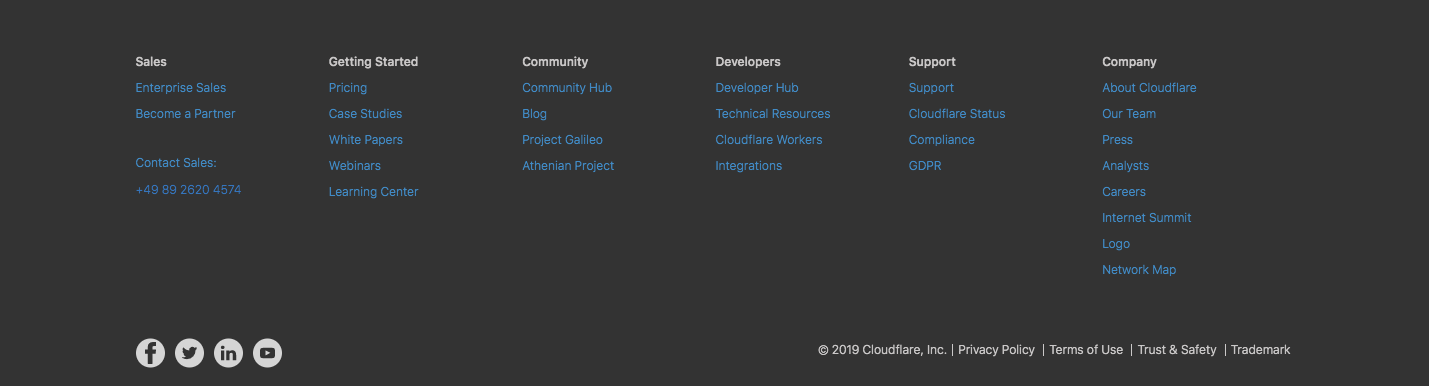 Sales
Enterprise Sales
Become a Partner
Contact Sales:
+49 89 2620 4574
Getting Started
Pricing
Case Studies
White Papers
Webinars
Learning Center
Community
Community Hub
Blog
Project Galileo
Athenian Project
Developers
Developer Hub
Technical Resources
Cloudflare Workers
Integrations
Support
Support
Cloudflare Status
Compliance
GDPR
Company
About Cloudflare
Our Team
Press
Analysts
Careers
Internet Summit
Logo
Network Map
© 2019 Cloudflare, Inc. | Privacy Policy | Terms of Use | Trust & Safety | Trademark